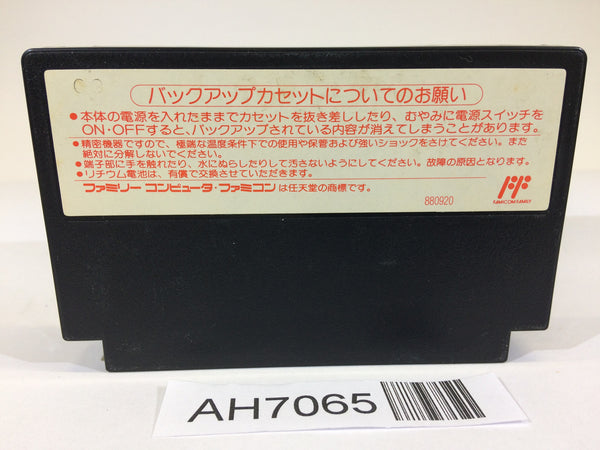 バックアップカセットについてのお願い
●本体の電源を入れたままでカセットを抜き差ししたり、むやみに電源スイッチを
ON・OFFすると、バックアップされている内容が消えてしまうことがあります。
●精密機器ですので、極端な温度条件下での使用や保管および強いショックをさけてください。また
絶対に分解しないでください。
●端子部に手を触れたり、水にぬらしたりして汚さないようにしてください。故障の原因となります。
●リチウム電池は、有償で交換させていただきます。
ファミリー コンピュータ・ファミコン は任天堂の商標です。
880920
FAMICOM FAMILY
AH7065